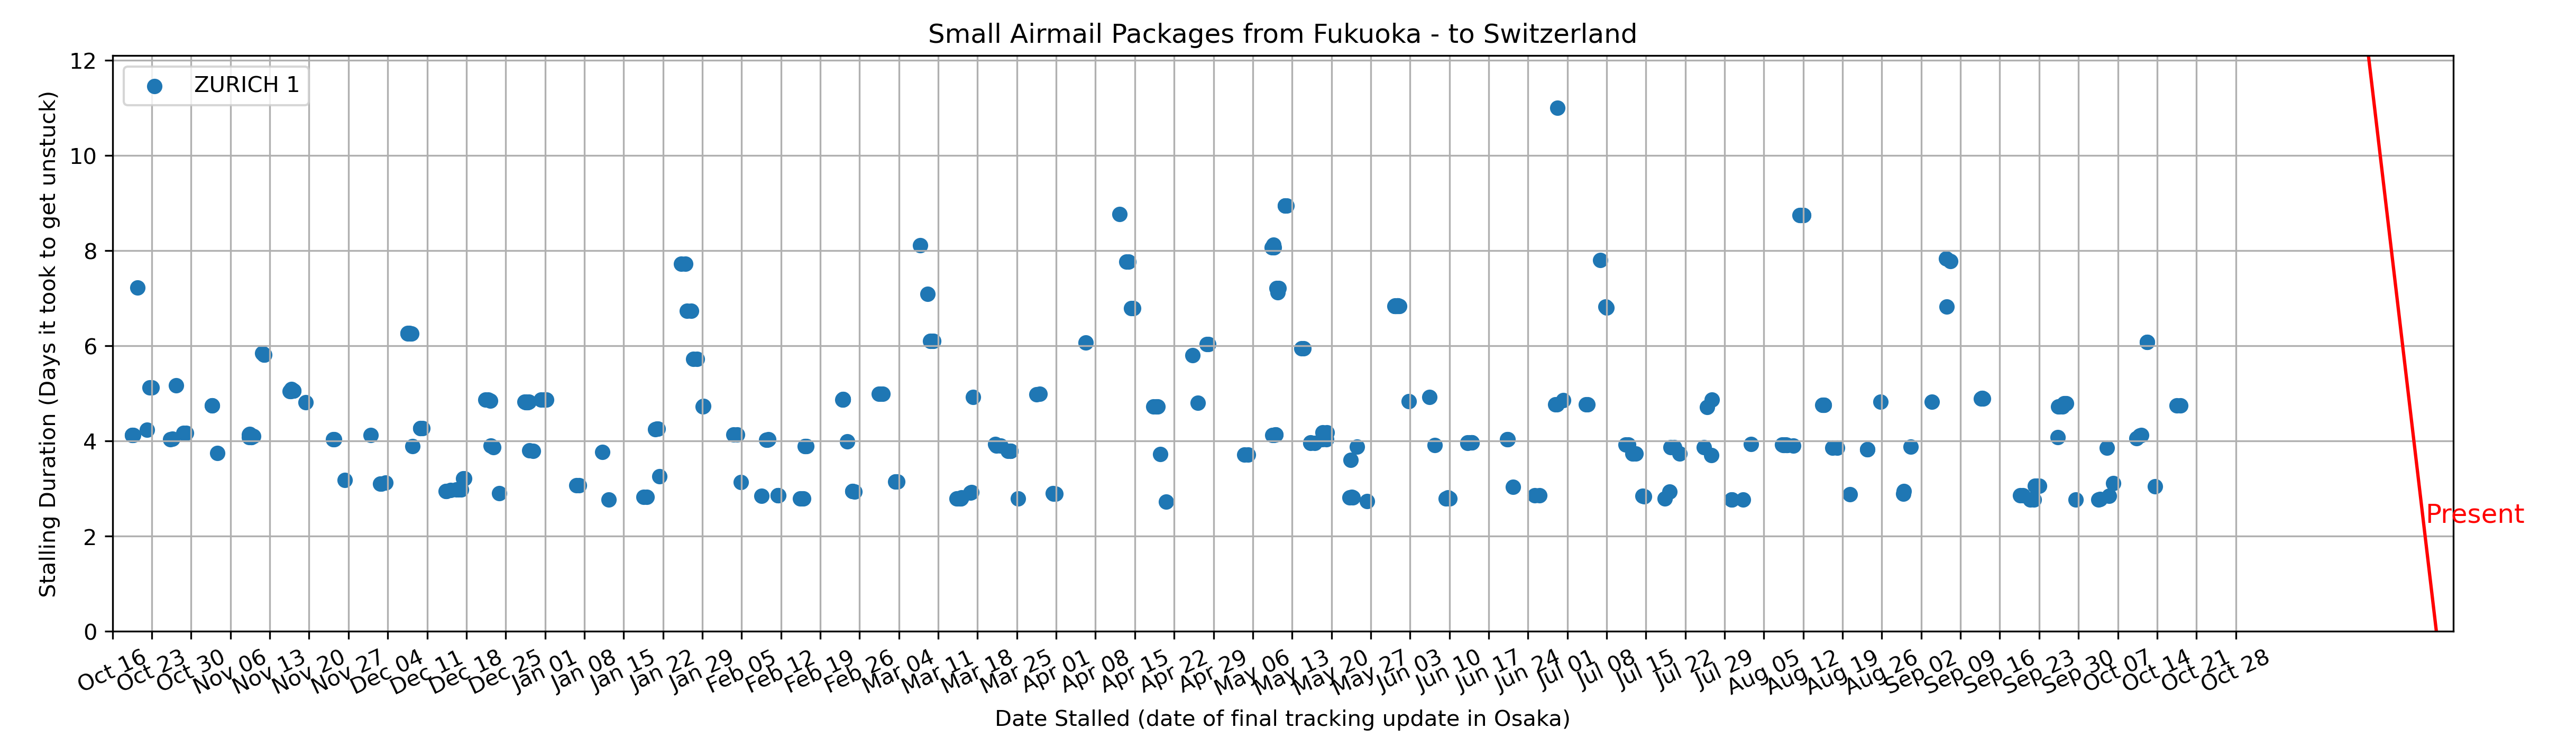 Small Airmail Packages from Fukuoka - to Switzerland
ZURICH 1
Stalling Duration (Days it took to get unstuck)
12
10
8
6
4
2
0
Present
Oct 16
Oct 23
Oct 30
Nov 06
Nov 13
Nov 20
Nov 27
Dec 04
Dec 11
Dec 18
Dec 25
Jan 01
Jan 08
Jan 15
Jan 22
Jan 29
Feb 05
Feb 12
Feb 19
Feb 26
Mar 04
Mar 11
Mar 18
Mar 25
Apr 01
Apr 08
Apr 15
Apr 22
Apr 29
May 06
May 13
May 20
May 27
Jun 03
Jun 10
Jun 17
Jun 24
Jul 01
Jul 08
Jul 15
Jul 22
Jul 29
Aug 05
Aug 12
Aug 19
Aug 26
Sep 02
Sep 09
Sep 16
Sep 23
Sep 30
Oct 07
Oct 14
Oct 21
Oct 28
Date Stalled (date of final tracking update in Osaka)